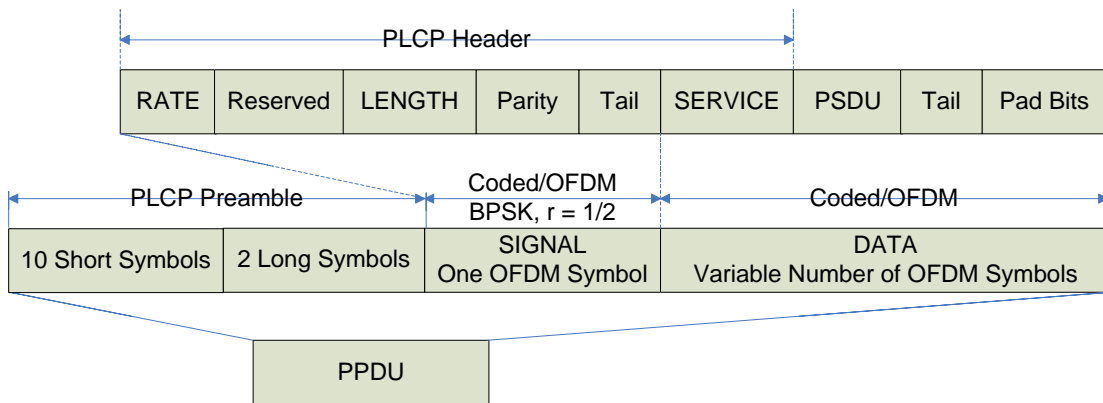 PLCP Header
RATE Reserved LENGTH Parity Tail SERVICE PSDU Tail Pad Bits
PLCP Preamble
Coded/OFDM
BPSK, r = 1/2
Coded/OFDM
10 Short Symbols
2 Long Symbols
SIGNAL
One OFDM Symbol
DATA
Variable Number of OFDM Symbols
PPDU